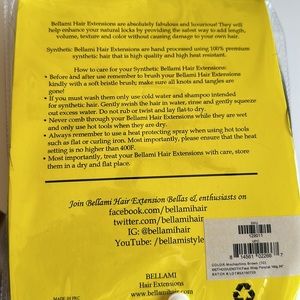 Bellami Hair Extensions are absolutely fabulous and luxurious! They will
help enhance your natural locks by providing the safest way to add length,
volume, texture and color without causing damage to your own hair.
Synthetic Bellami Hair Extensions are hand processed using 100% premium
synthetic hair that is high quality and high heat resistant.
How to care for your Synthetic Bellami Hair Extensions:
• Before and after use remember to brush your Bellami Hair Extensions
kindly with a soft bristle brush; make sure all knots and tangles are
gone!
• If you must wash them only use cold water and shampoo intended
for synthetic hair. Gently swish the hair in water, rinse and gently squeeze
out excess water. Do not rub or twist and lay flat to dry.
• Never comb through your Bellami Hair Extensions while they are wet
and only use hot tools when they are dry.
• Always remember to use a heat protecting spray when using hot tools
such as flat or curling iron. Most importantly, please ensure that the heat
setting is no higher than 400F.
• Most importantly, treat your Bellami Hair Extensions with care, store
them in a dry and flat place.
Join Bellami Hair Extension Bellas & enthusiasts on
facebook.com/bellamihair
twitter.com/bellamihair
IG: @bellamihair
YouTube: /bellamistyle
BELLAMI
Hair Extensions
www.bellamihair.com
MADE IN PRC